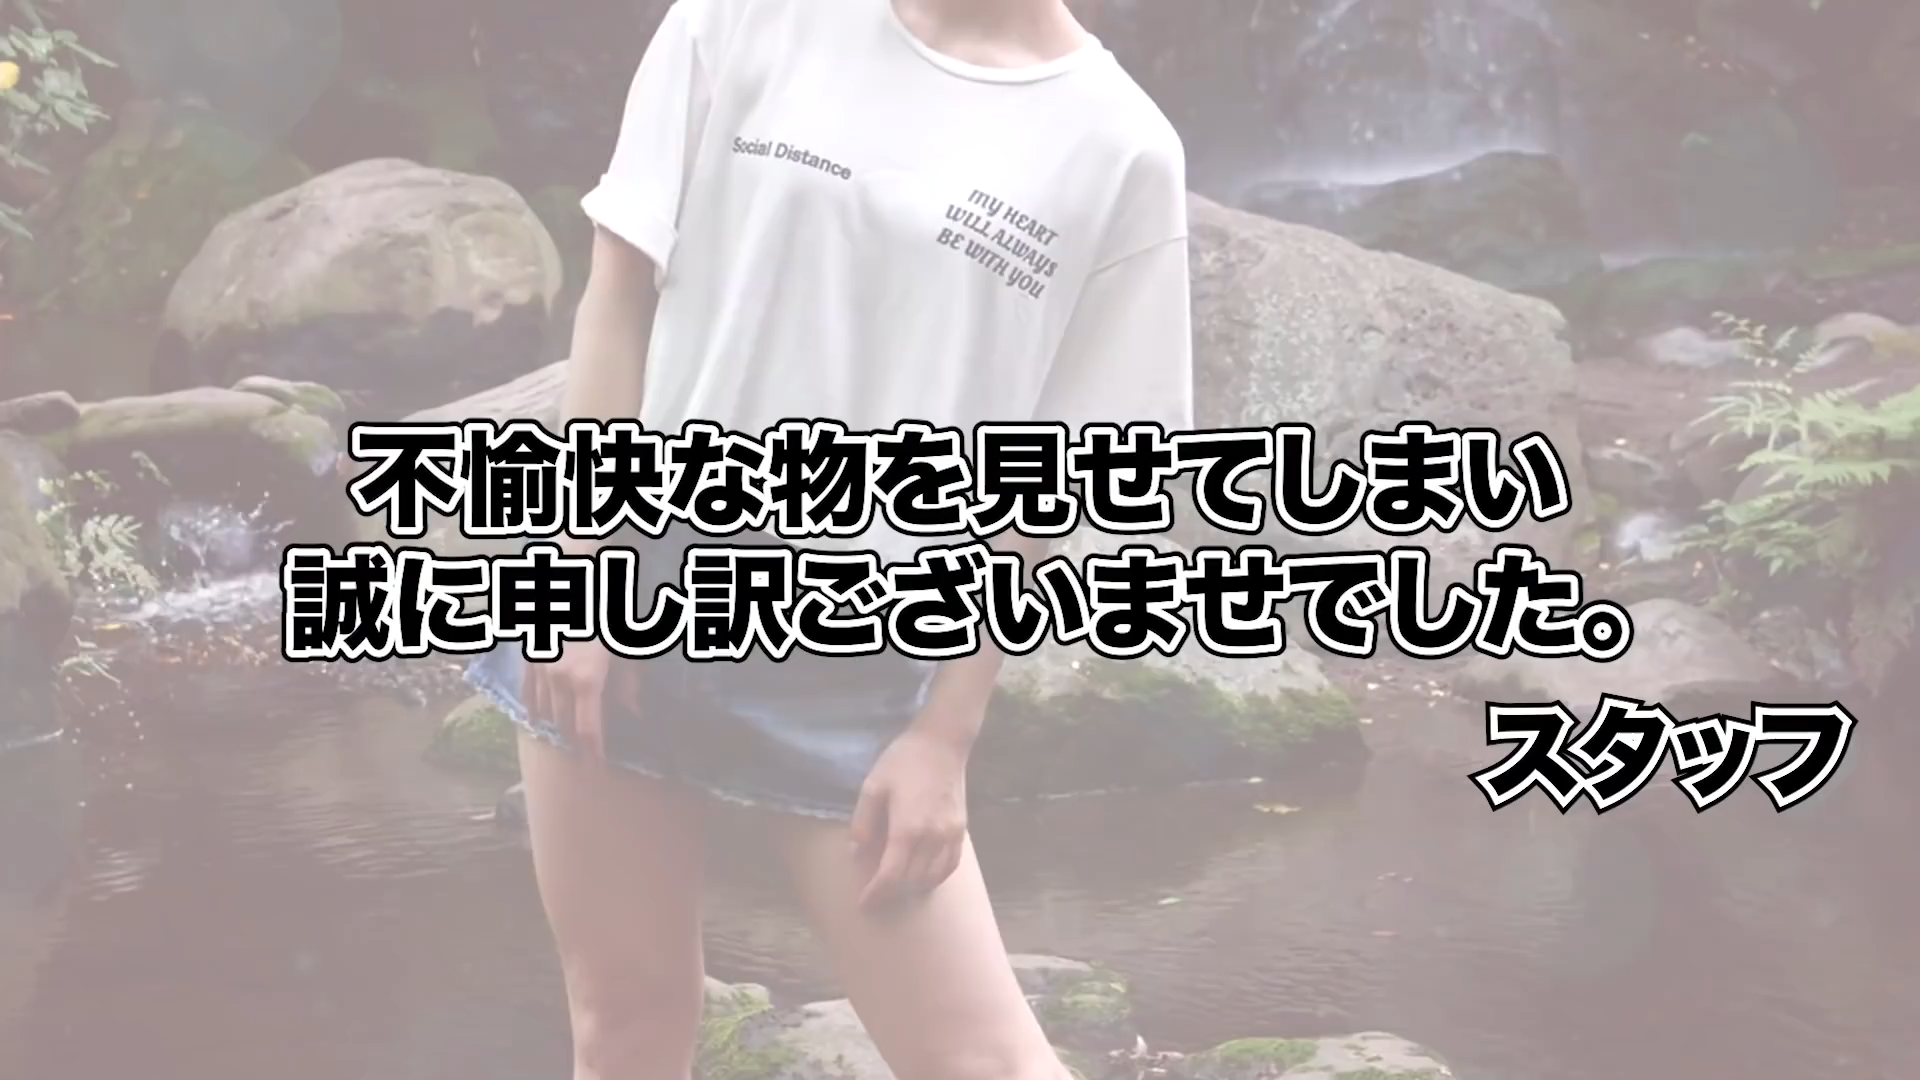 Social Distance
MY HEART
WILL ALWAYS
BE WITH YOU
不愉快な物を見せてしまい
誠に申し訳ございませでした。
スタッフ